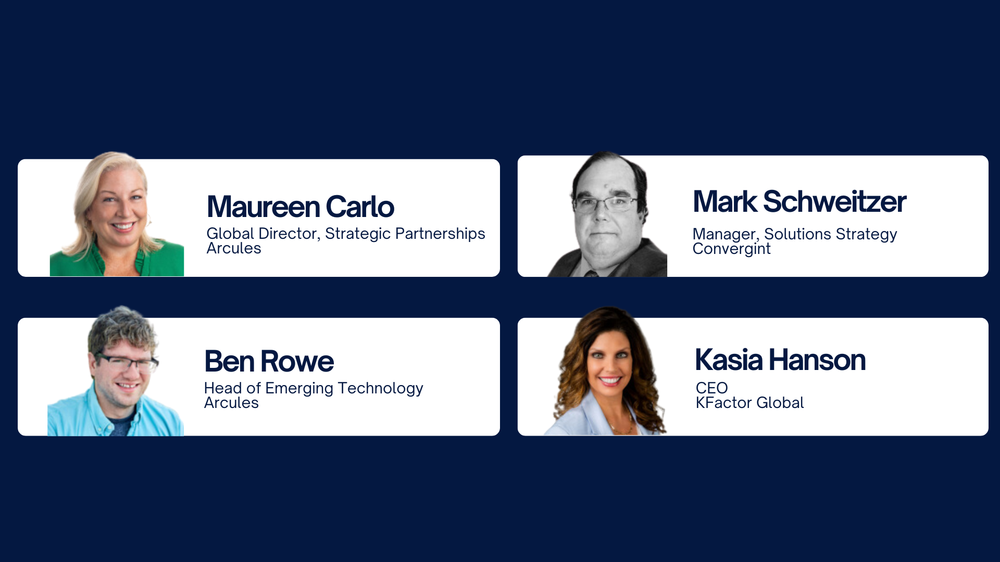 Maureen Carlo
Global Director, Strategic Partnerships
Arcules
Mark Schweitzer
Manager, Solutions Strategy
Convergint
Ben Rowe
Head of Emerging Technology
Arcules
Kasia Hanson
CEO
KFactor Global